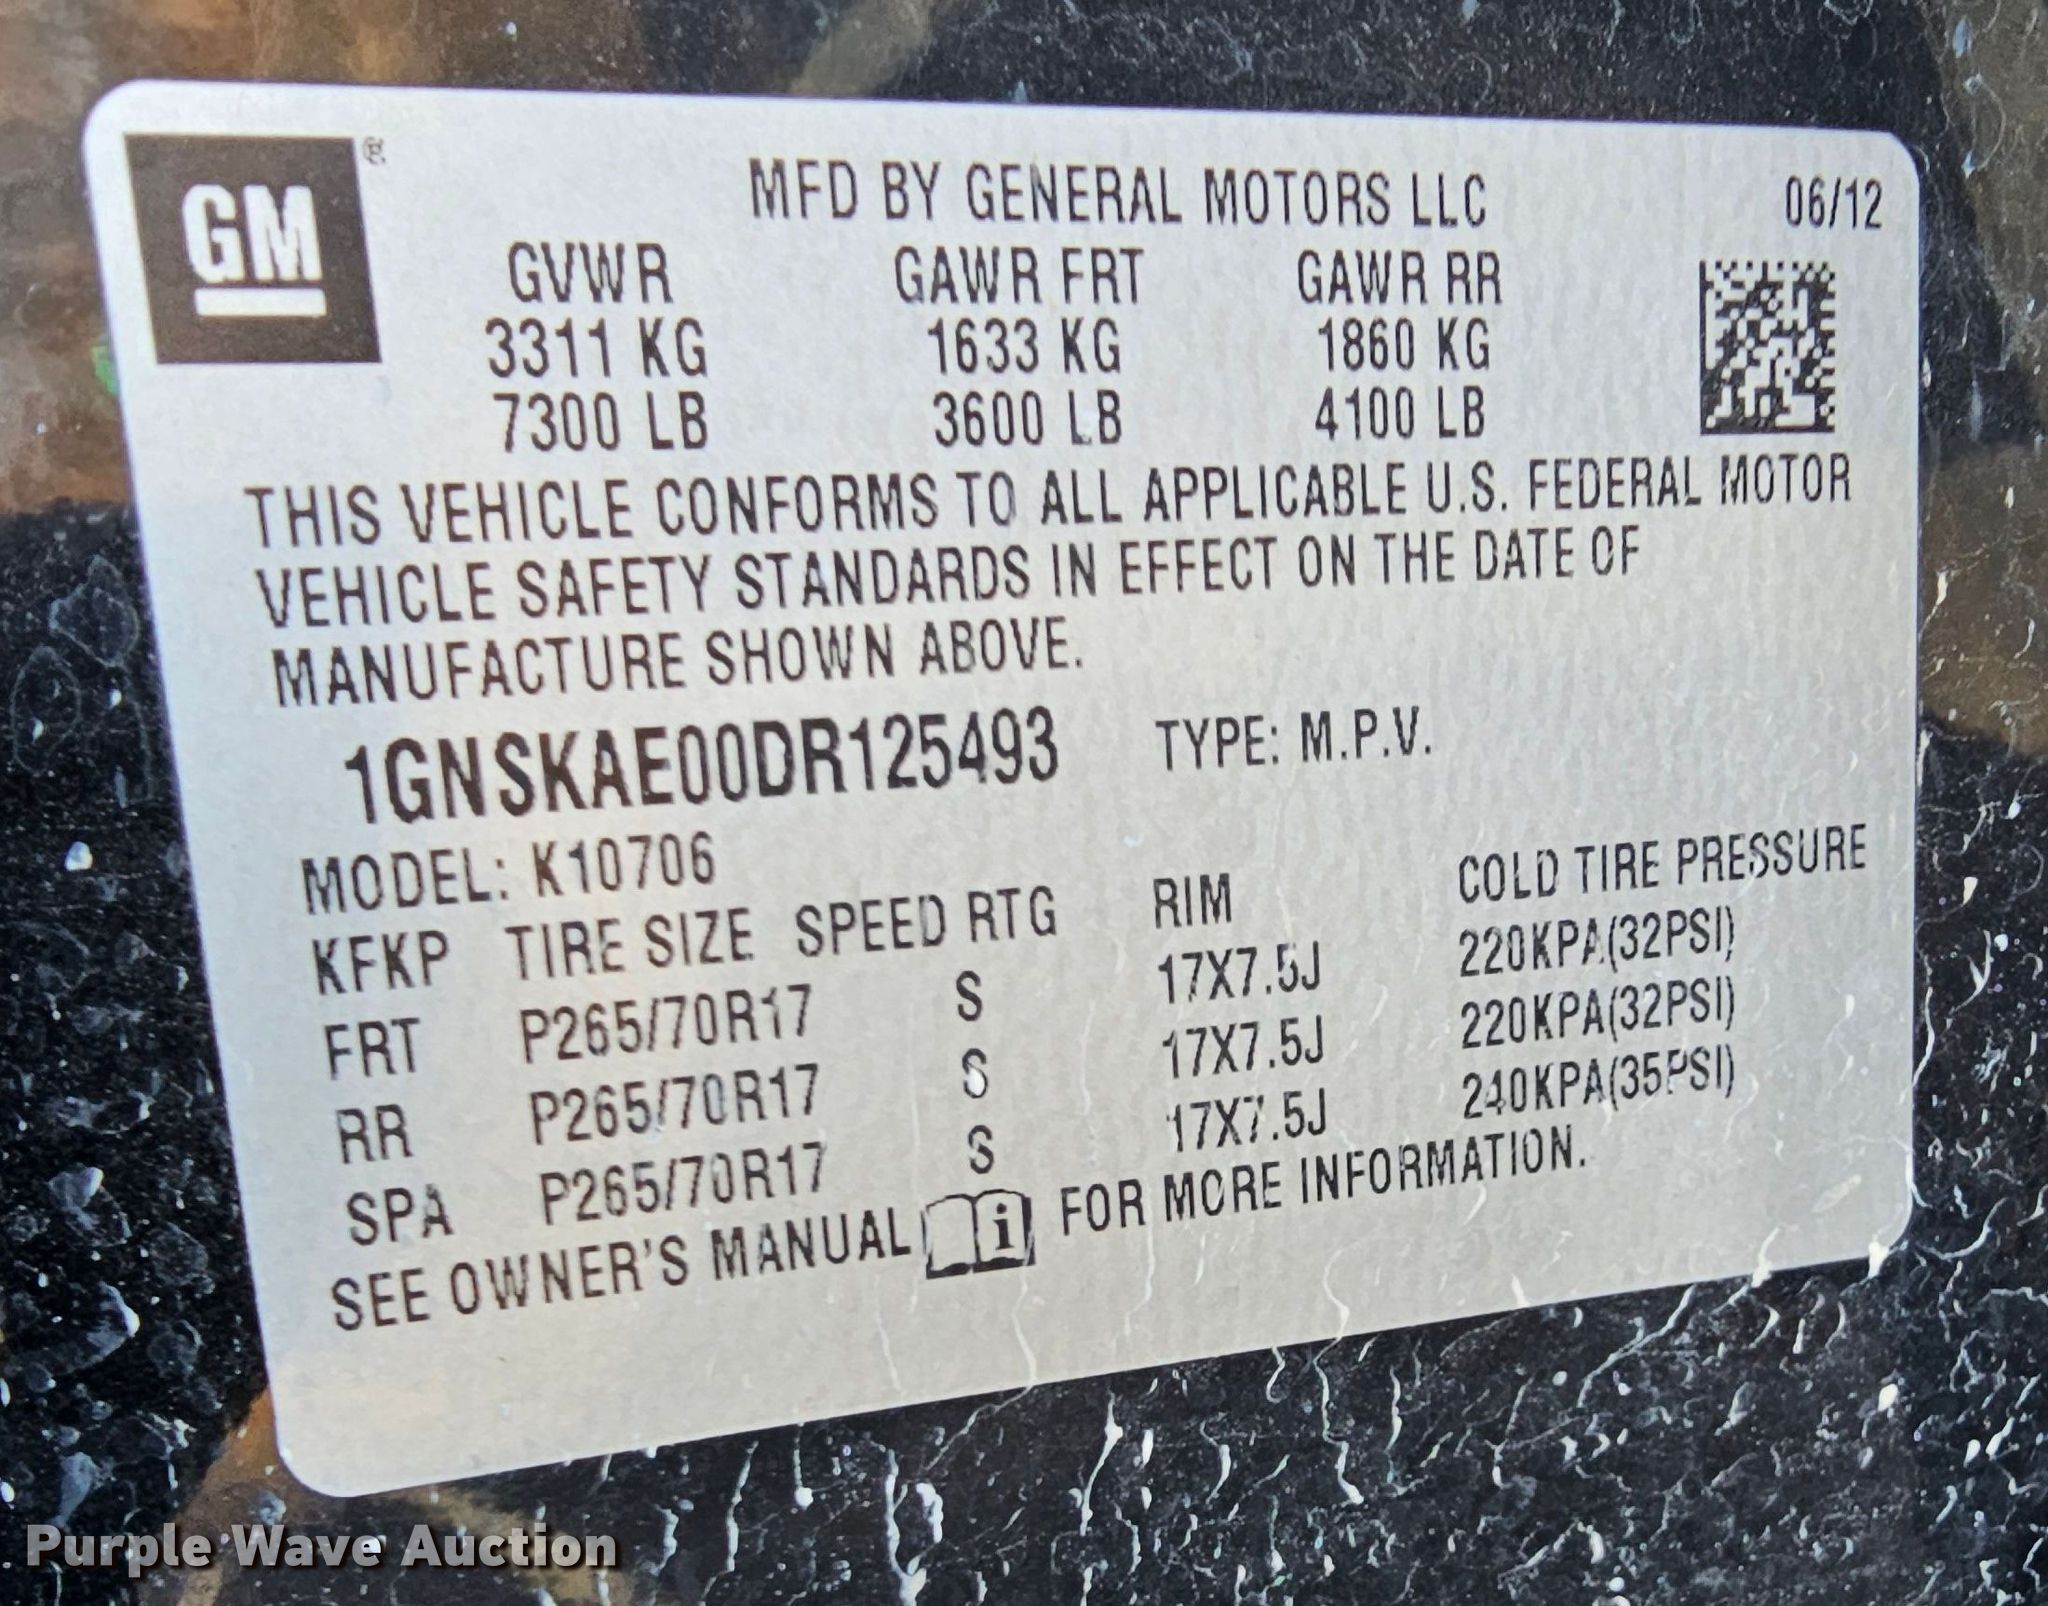 GM ®
MFD BY GENERAL MOTORS LLC 06/12
GVWR GAWR FRT GAWR RR
3311 KG 1633 KG 1860 KG
7300 LB 3600 LB 4100 LB
THIS VEHICLE CONFORMS TO ALL APPLICABLE U.S. FEDERAL MOTOR
VEHICLE SAFETY STANDARDS IN EFFECT ON THE DATE OF
MANUFACTURE SHOWN ABOVE.
1GNSKAE00DR125493 TYPE: M.P.V.
MODEL: K10706
KFKP TIRE SIZE SPEED RTG RIM COLD TIRE PRESSURE
FRT P265/70R17 S 17X7.5J 220KPA(32PSI)
RR P265/70R17 S 17X7.5J 220KPA(32PSI)
SPA P265/70R17 S 17X7.5J 240KPA(35PSI)
SEE OWNER'S MANUAL i FOR MORE INFORMATION.
Purple Wave Auction